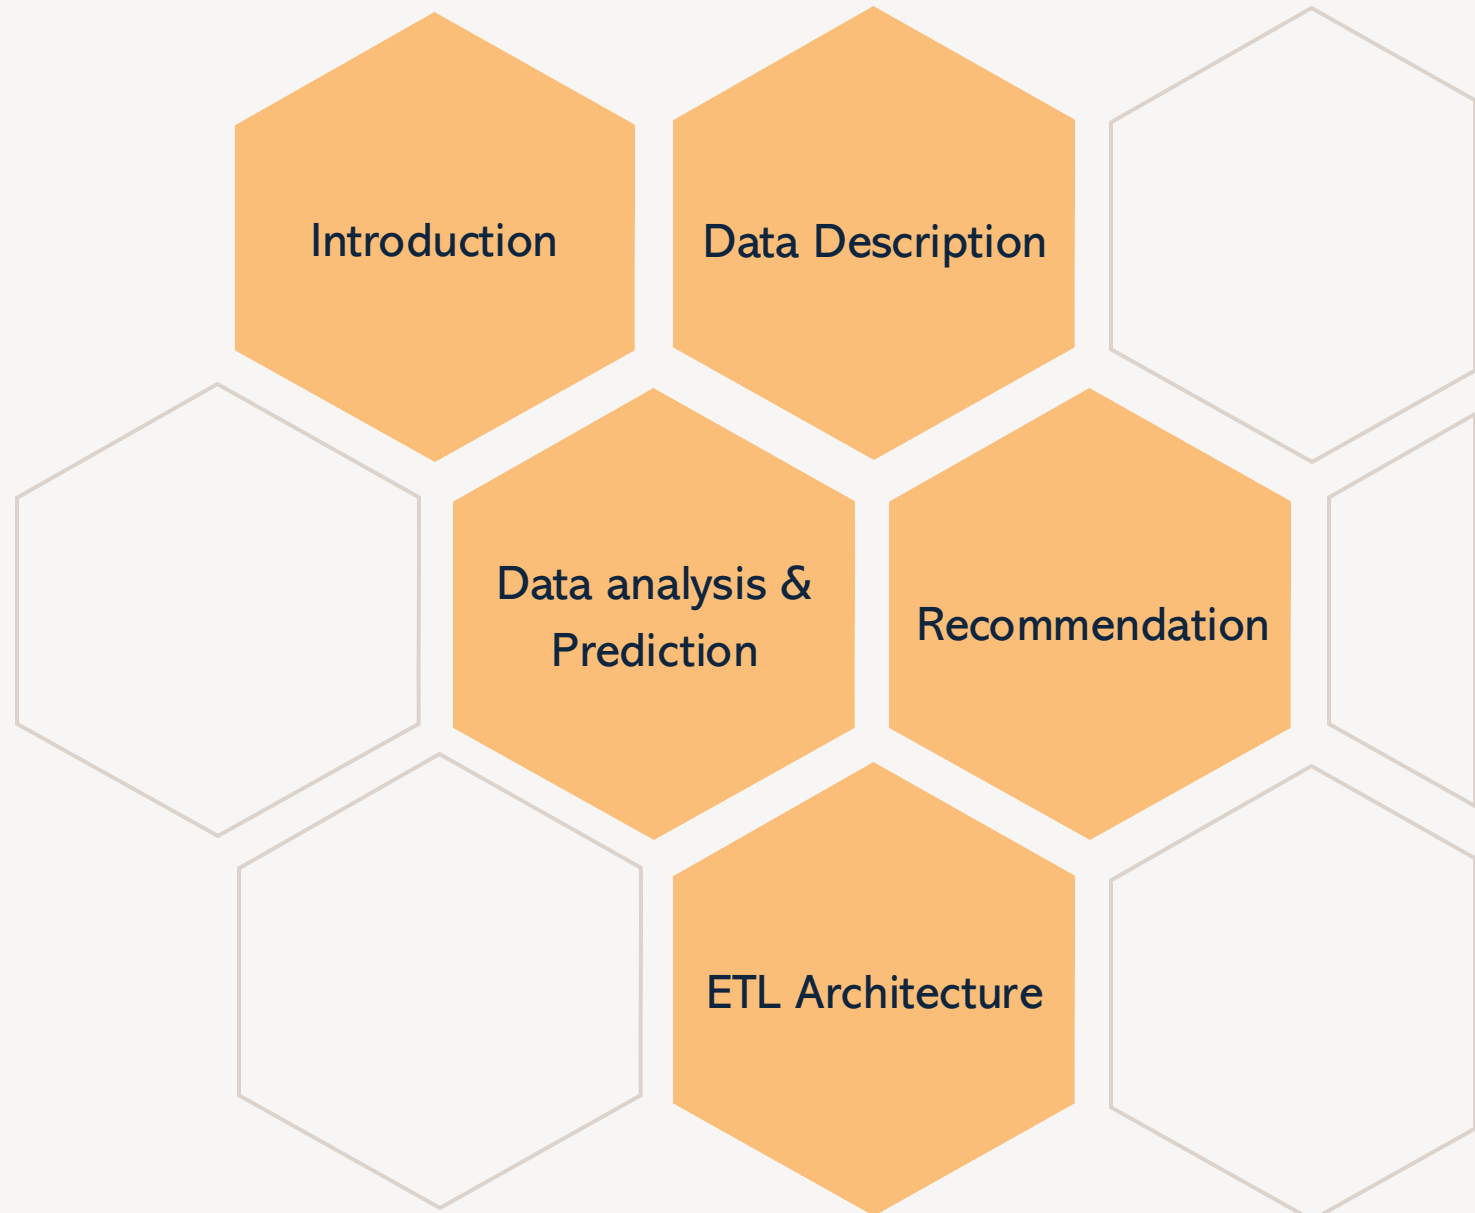 Introduction
Data Description
Data analysis &
Prediction
Recommendation
ETL Architecture